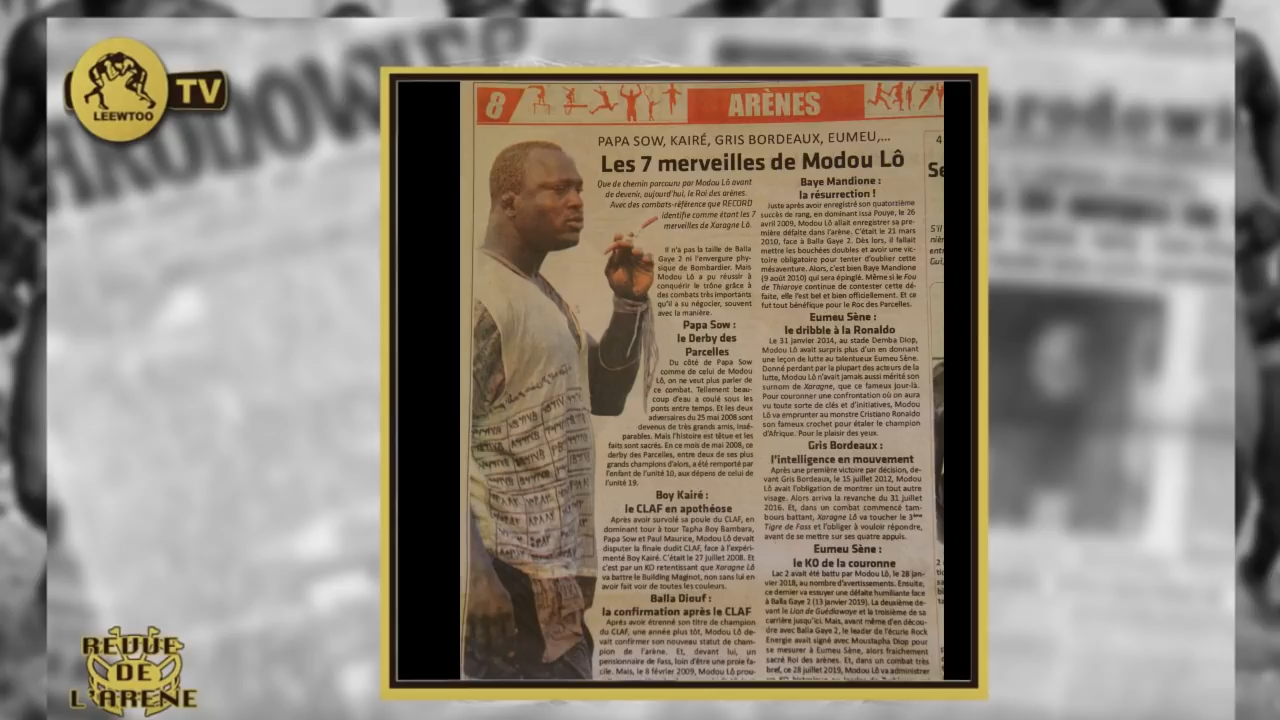 LEEWTOO
TV
8
ARÈNES
PAPA SOW, KAIRÉ, GRIS BORDEAUX, EUMEU,...
Les 7 merveilles de Modou Lô
Que de chemin parcouru par Modou Lô avant
de devenir, aujourd'hui, le Roi des arènes.
Avec des combats-référence que RECORD
identifie comme étant les 7
merveilles de Xaragne Lô.
Il n'a pas la taille de Balla
Gaye 2 ni l'envergure phy-
sique de Bombardier. Mais
Modou Lô a pu réussir à
conquérir le trône grâce à
des combats très importants
qu'il a su négocier, souvent
avec la manière.
Papa Sow :
le Derby des
Parcelles
Du côté de Papa Sow
comme de celui de Modou
Lô, on ne veut plus parler de
ce combat. Tellement beau-
coup d'eau a coulé sous les
ponts entre temps. Et les deux
adversaires du 25 mai 2008 sont
devenus de très grands amis, insé-
parables. Mais l'histoire est têtue et les
faits sont sacrés. En ce mois de mai 2008, ce
derby des Parcelles, entre deux de ses plus
grands champions d'alors, a été remporté par
l'enfant de l'unité 10, aux dépens de celui de
l'unité 19.
Boy Kairé :
le CLAF en apothéose
Après avoir survolé sa poule du CLAF, en
dominant tour à tour Tapha Boy Bambara,
Papa Sow et Paul Maurice, Modou Lô devait
disputer la finale dudit CLAF, face à l'expéri-
menté Boy Kairé. C'était le 27 juillet 2008. Et
c'est par un KO retentissant que Xaragne Lô
va battre le Building Maginot, non sans lui en
avoir fait voir de toutes les couleurs.
Balla Diouf :
la confirmation après le CLAF
Après avoir étrenné son titre de champion
du CLAF, une année plus tôt, Modou Lô de-
vait confirmer son nouveau statut de cham-
pion de l'arène. Et, devant lui, un
pensionnaire de Fass, loin d'être une proie fa-
cile. Mais, le 8 février 2009, Modou Lô prou-
Baye Mandione :
la résurrection !
Juste après avoir enregistré son quatorzième
succès de rang, en dominant Issa Pouye, le 26
avril 2009, Modou Lô allait enregistrer sa pre-
mière défaite dans l'arène. C'était le 21 mars
2010, face à Balla Gaye 2. Dès lors, il fallait
mettre les bouchées doubles et avoir une vic-
toire obligatoire pour tenter d'oublier cette
mésaventure. Alors, c'est bien Baye Mandione
(9 août 2010) qui sera épinglé. Même si le Fou
de Thiaroye continue de contester cette dé-
faite, elle l'est bel et bien officiellement. Et ce
fut tout bénéfique pour le Roc des Parcelles.
Eumeu Sène :
le dribble à la Ronaldo
Le 31 janvier 2014, au stade Demba Diop,
Modou Lô avait surpris plus d'un en donnant
une leçon de lutte au talentueux Eumeu Sène.
Donné perdant par la plupart des acteurs de la
lutte, Modou Lô n'avait jamais aussi mérité son
surnom de Xaragne, que ce fameux jour-là.
Pour couronner une confrontation où on aura
vu toute sorte de clés et d'initiatives, Modou
Lô va emprunter au monstre Cristiano Ronaldo
son fameux crochet pour étaler le champion
d'Afrique. Pour le plaisir des yeux.
Gris Bordeaux :
l'intelligence en mouvement
Après une première victoire par décision, de-
vant Gris Bordeaux, le 15 juillet 2012, Modou
Lô avait l'obligation de montrer un tout autre
visage. Alors arriva la revanche du 31 juillet
2016. Et, dans un combat commencé tam-
bours battant, Xaragne Lô va toucher le 3ème
Tigre de Fass et l'obliger à vouloir répondre,
avant de se mettre sur ses quatre appuis.
Eumeu Sène :
le KO de la couronne
Lac 2 avait été battu par Modou Lô, le 28 jan-
vier 2018, au nombre d'avertissements. Ensuite,
ce dernier va essuyer une défaite humiliante face
à Balla Gaye 2 (13 janvier 2019). La deuxième de-
vant le Lion de Guédiawaye et la troisième de sa
carrière jusqu'ici. Mais, avant même d'en décou-
dre avec Balla Gaye 2, le leader de l'écurie Rock
Energie avait signé avec Moustapha Diop pour
se mesurer à Eumeu Sène, alors fraichement
sacré Roi des arènes. Et, dans un combat très
bref, ce 28 juillet 2019, Modou Lô va administrer
REVUE
DE
L'ARÈNE